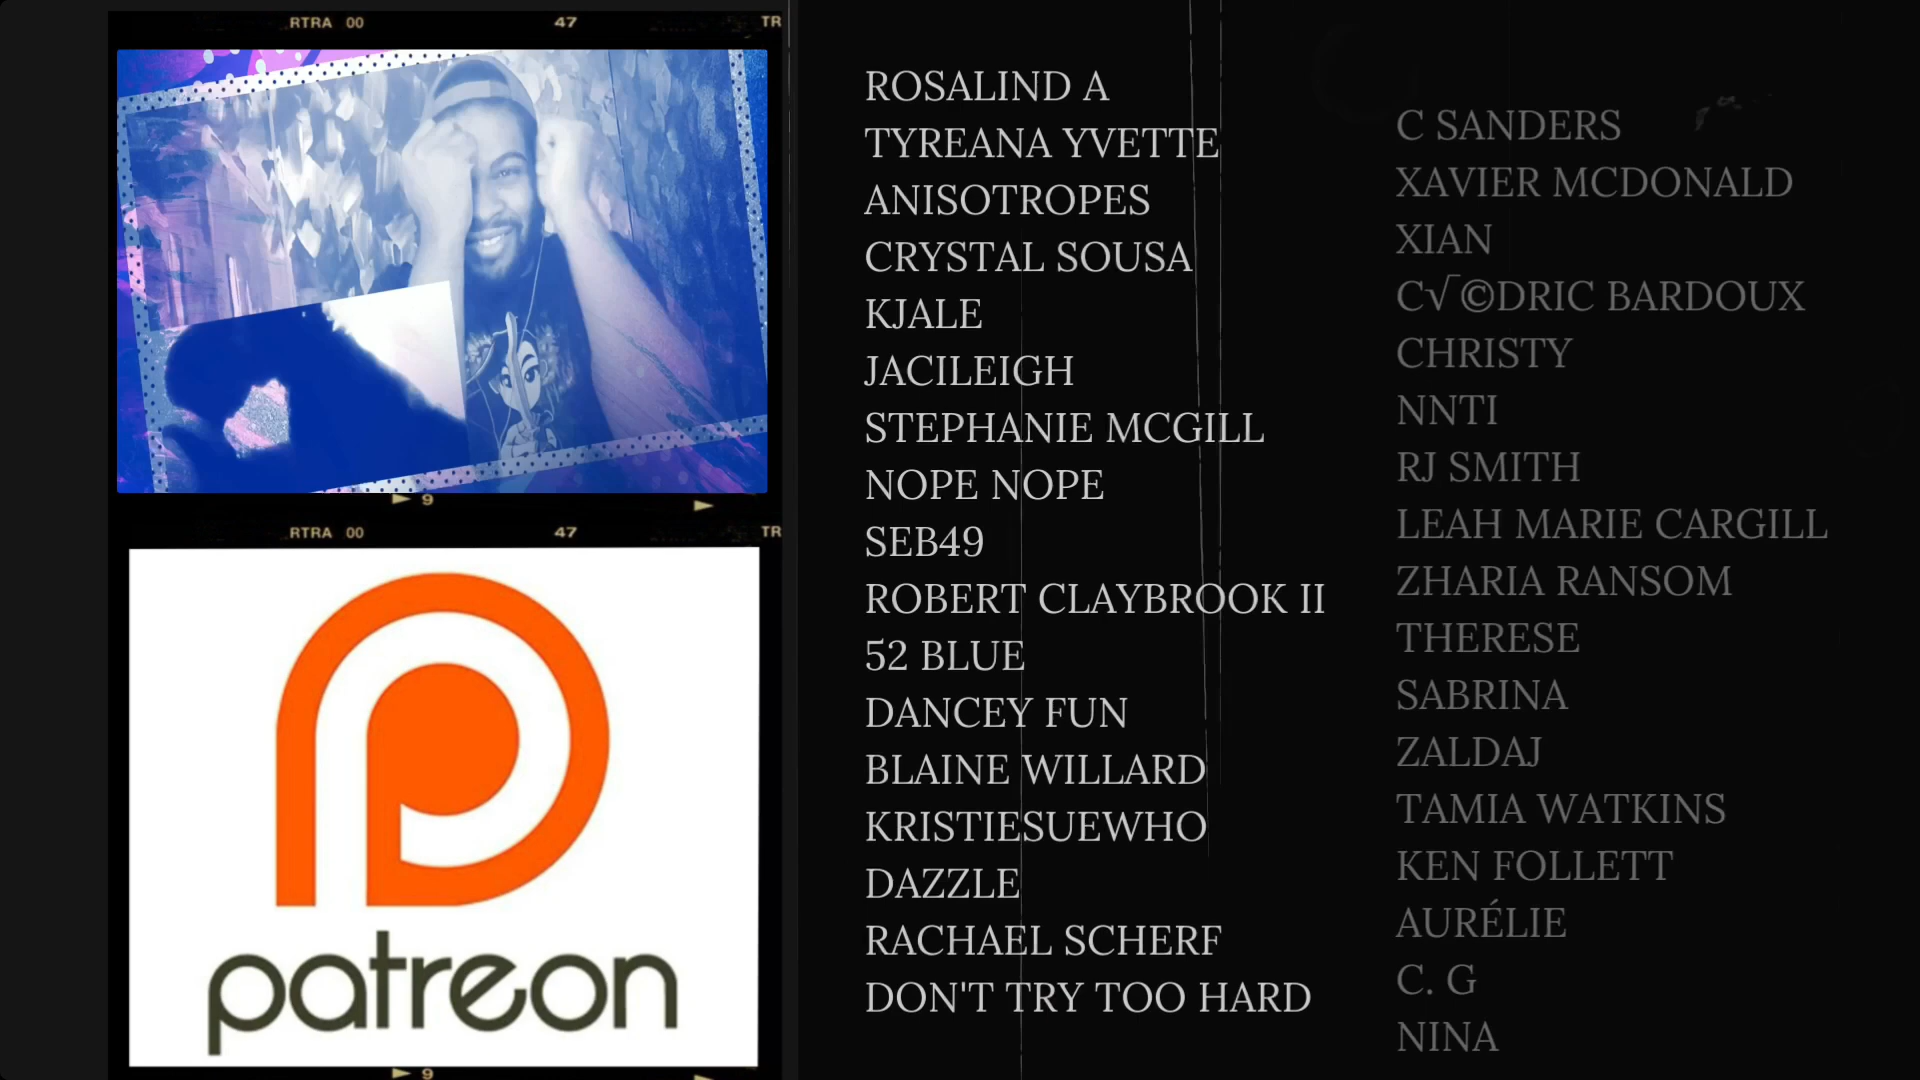 RTRA 00 47 TR
9
RTRA 00 47 TR
patreon
9
ROSALIND A
TYREANA YVETTE
ANISOTROPES
CRYSTAL SOUSA
KJALE
JACILEIGH
STEPHANIE MCGILL
NOPE NOPE
SEB49
ROBERT CLAYBROOK II
52 BLUE
DANCEY FUN
BLAINE WILLARD
KRISTIESUEWHO
DAZZLE
RACHAEL SCHERF
DON'T TRY TOO HARD
C SANDERS
XAVIER MCDONALD
XIAN
C√©DRIC BARDOUX
CHRISTY
NNTI
RJ SMITH
LEAH MARIE CARGILL
ZHARIA RANSOM
THERESE
SABRINA
ZALDAJ
TAMIA WATKINS
KEN FOLLETT
AURÉLIE
C. G
NINA